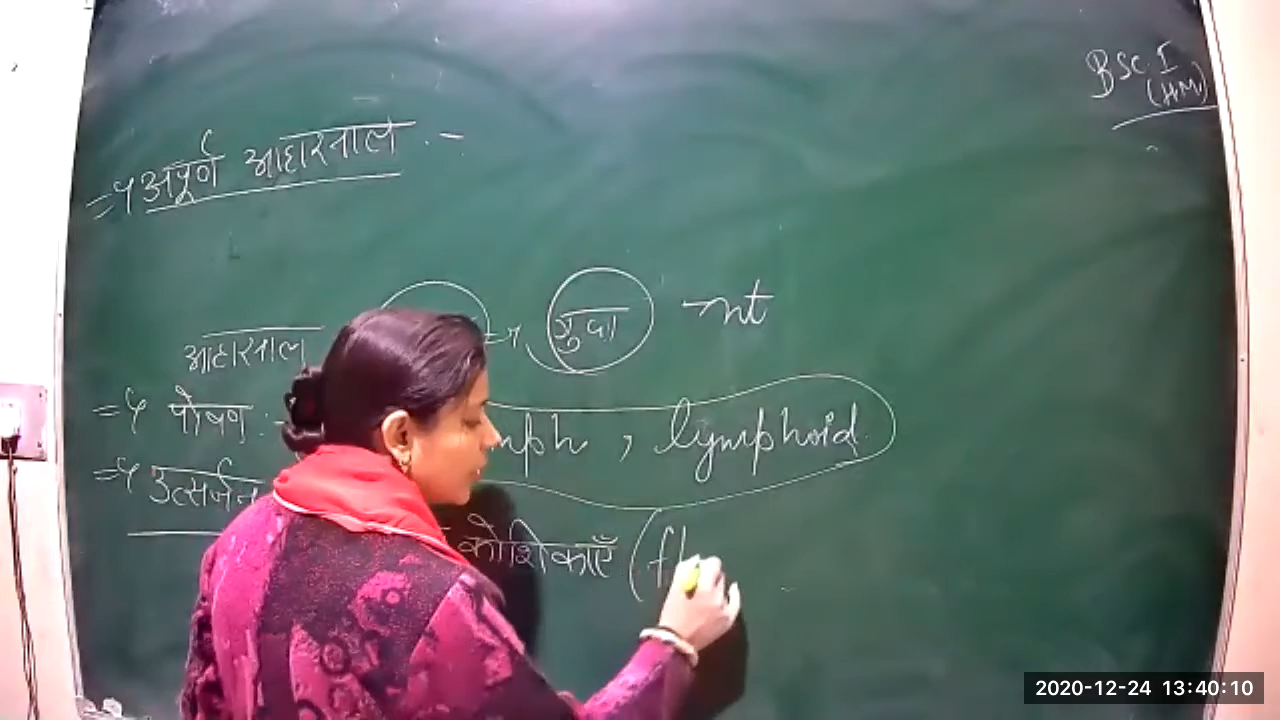 BSc. I
(HM)
=> अपूर्ण आहारनाल :-
आहारनाल => गुदा -nt
=> पोषण :- mph, lymphoid
=> उत्सर्जन
कोशिकाएँ (fl
2020-12-24 13:40:10